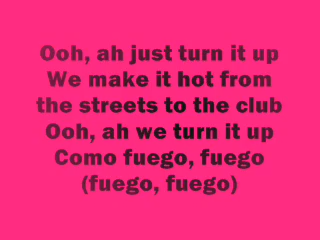 Ooh, ah just turn it up
We make it hot from
the streets to the club
Ooh, ah we turn it up
Como fuego, fuego
(fuego, fuego)